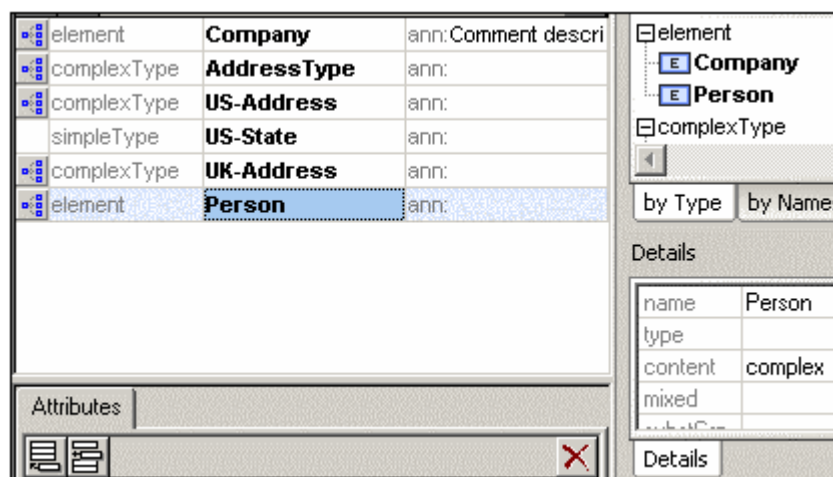 element Company ann:Comment descri
complexType AddressType ann:
complexType US-Address ann:
simpleType US-State ann:
complexType UK-Address ann:
element Person ann:
Attributes
element
E Company
E Person
complexType
by Type by Name
Details
name Person
type
content complex
mixed
Details